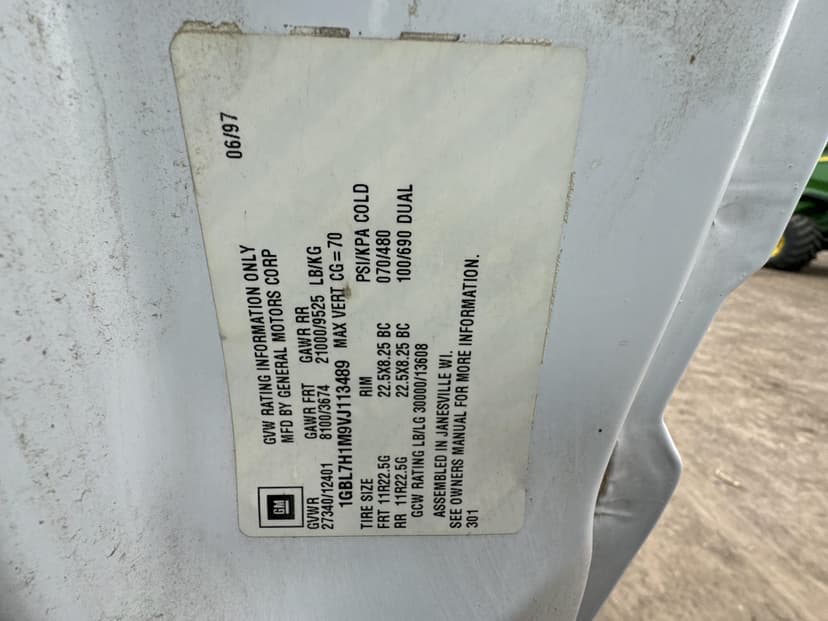 06/97
GVW RATING INFORMATION ONLY
MFD BY GENERAL MOTORS CORP
GM
GVWR GAWR FRT GAWR RR
27340/12401 8100/3674 21000/9525 LB/KG
1GBL7H1M9VJ113489 MAX VERT CG=70
TIRE SIZE RIM PSI/KPA COLD
FRT 11R22.5G 22.5X8.25 BC 070/480
RR 11R22.5G 22.5X8.25 BC 100/690 DUAL
GCW RATING LB/LG 30000/13608
ASSEMBLED IN JANESVILLE WI.
SEE OWNERS MANUAL FOR MORE INFORMATION.
301